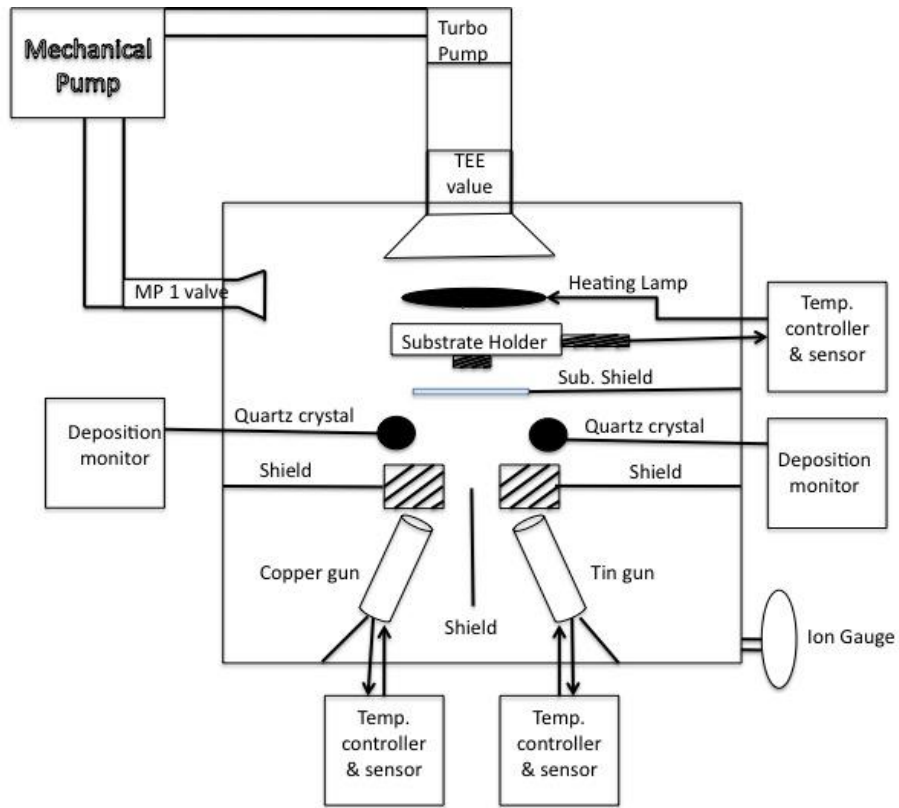 Mechanical
Pump
Turbo
Pump
TEE
value
MP 1 valve
Heating Lamp
Temp.
controller
& sensor
Substrate Holder
Sub. Shield
Quartz crystal
Quartz crystal
Deposition
monitor
Deposition
monitor
Shield
Shield
Copper gun
Tin gun
Shield
Ion Gauge
Temp.
controller
& sensor
Temp.
controller
& sensor